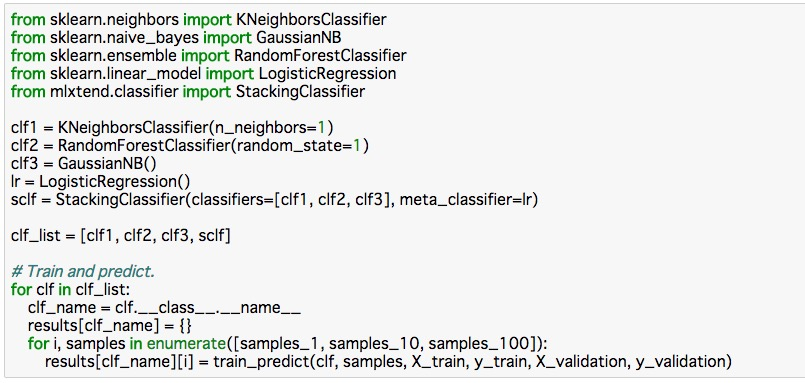 from sklearn.neighbors import KNeighborsClassifier
from sklearn.naive_bayes import GaussianNB
from sklearn.ensemble import RandomForestClassifier
from sklearn.linear_model import LogisticRegression
from mlxtend.classifier import StackingClassifier

clf1 = KNeighborsClassifier(n_neighbors=1)
clf2 = RandomForestClassifier(random_state=1)
clf3 = GaussianNB()
lr = LogisticRegression()
sclf = StackingClassifier(classifiers=[clf1, clf2, clf3], meta_classifier=lr)

clf_list = [clf1, clf2, clf3, sclf]

# Train and predict.
for clf in clf_list:
    clf_name = clf.__class__.__name__
    results[clf_name] = {}
    for i, samples in enumerate([samples_1, samples_10, samples_100]):
        results[clf_name][i] = train_predict(clf, samples, X_train, y_train, X_validation, y_validation)